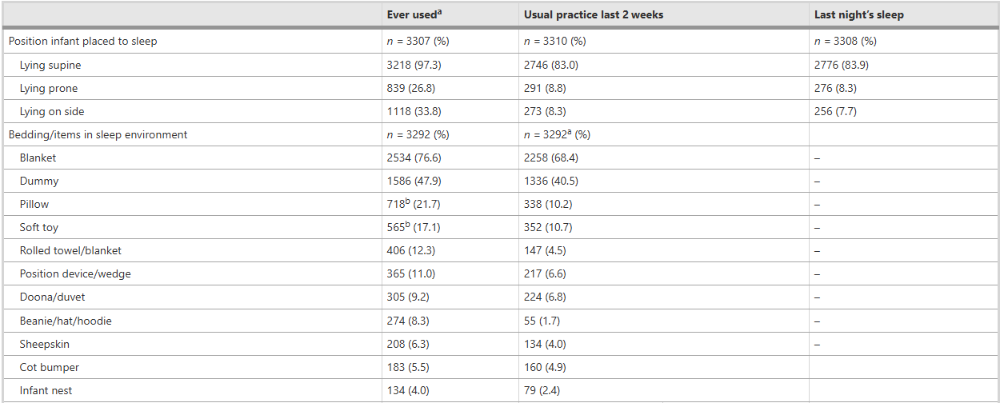 Ever usedᵃ Usual practice last 2 weeks Last night’s sleep
Position infant placed to sleep n = 3307 (%) n = 3310 (%) n = 3308 (%)
Lying supine 3218 (97.3) 2746 (83.0) 2776 (83.9)
Lying prone 839 (26.8) 291 (8.8) 276 (8.3)
Lying on side 1118 (33.8) 273 (8.3) 256 (7.7)
Bedding/items in sleep environment n = 3292 (%) n = 3292ᵃ (%)
Blanket 2534 (76.6) 2258 (68.4) –
Dummy 1586 (47.9) 1336 (40.5) –
Pillow 718ᵇ (21.7) 338 (10.2) –
Soft toy 565ᵇ (17.1) 352 (10.7) –
Rolled towel/blanket 406 (12.3) 147 (4.5) –
Position device/wedge 365 (11.0) 217 (6.6) –
Doona/duvet 305 (9.2) 224 (6.8) –
Beanie/hat/hoodie 274 (8.3) 55 (1.7) –
Sheepskin 208 (6.3) 134 (4.0) –
Cot bumper 183 (5.5) 160 (4.9)
Infant nest 134 (4.0) 79 (2.4)